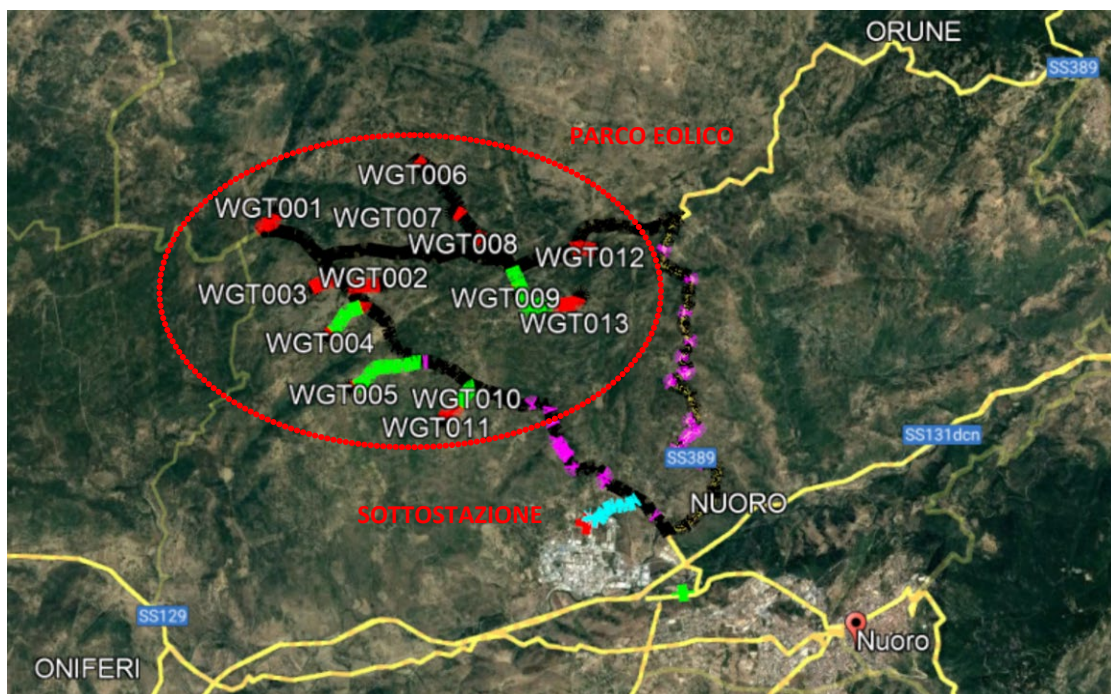 ORUNE
SS389
PARCO EOLICO
WGT006
WGT001
WGT007
WGT008
WGT012
WGT002
WGT003
WGT009
WGT013
WGT004
WGT005
WGT010
WGT011
SS131dcn
SS389
NUORO
SOTTOSTAZIONE
SS129
Nuoro
ONIFERI